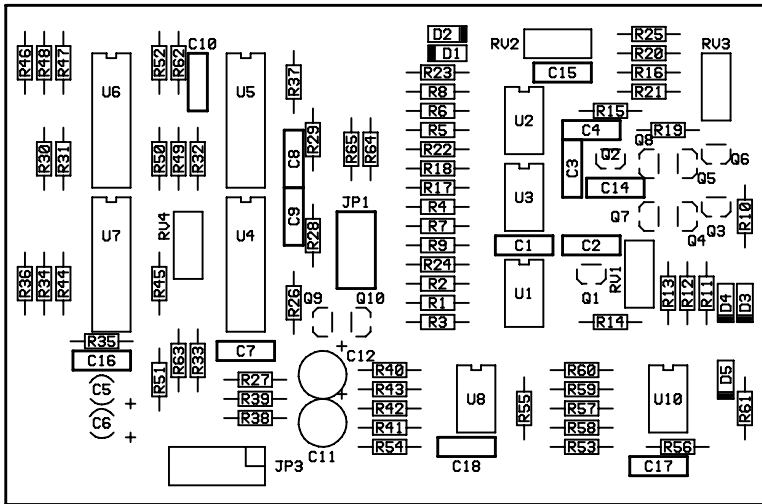 D2
RV2
R25
R46
R48
R47
R52
R62
C10
D1
R20
RV3
R37
R23
C15
R16
U6
U5
R8
R21
R6
R15
U2
R29
R5
C4
R19
R30
R31
R50
R49
R32
C8
R65
R64
R22
Q8
Q2
Q6
R18
C3
Q5
R17
U3
C14
JP1
R4
C9
Q7
Q3
R10
U7
RV4
U4
R28
R7
Q4
R9
C1
C2
R36
R34
R44
R45
R24
RV1
R26
R2
U1
Q1
R13
R12
R11
D4
D3
Q9
Q10
R1
R3
R14
R35
C16
R63
R33
C7
C12
R51
R27
R40
R60
D5
C5
R39
R43
U8
R55
R59
U10
R61
R42
R57
C6
R38
R41
R58
C11
R54
R53
R56
JP3
C18
C17